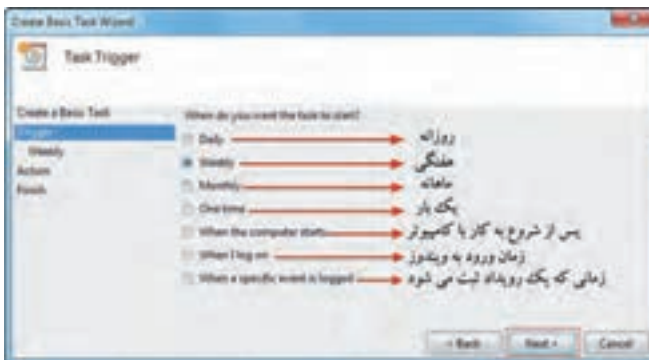 Create Basic Task Wizard
Task Trigger
Create a Basic Task
Trigger
Weekly
Action
Finish
When do you want the task to start?
Daily روزانه
Weekly هفتگی
Monthly ماهانه
One time یک بار
When the computer starts پس از شروع به کار با کامپیوتر
When I log on زمان ورود به ویندوز
When a specific event is logged زمانی که یک رویداد ثبت می شود
< Back Next > Cancel